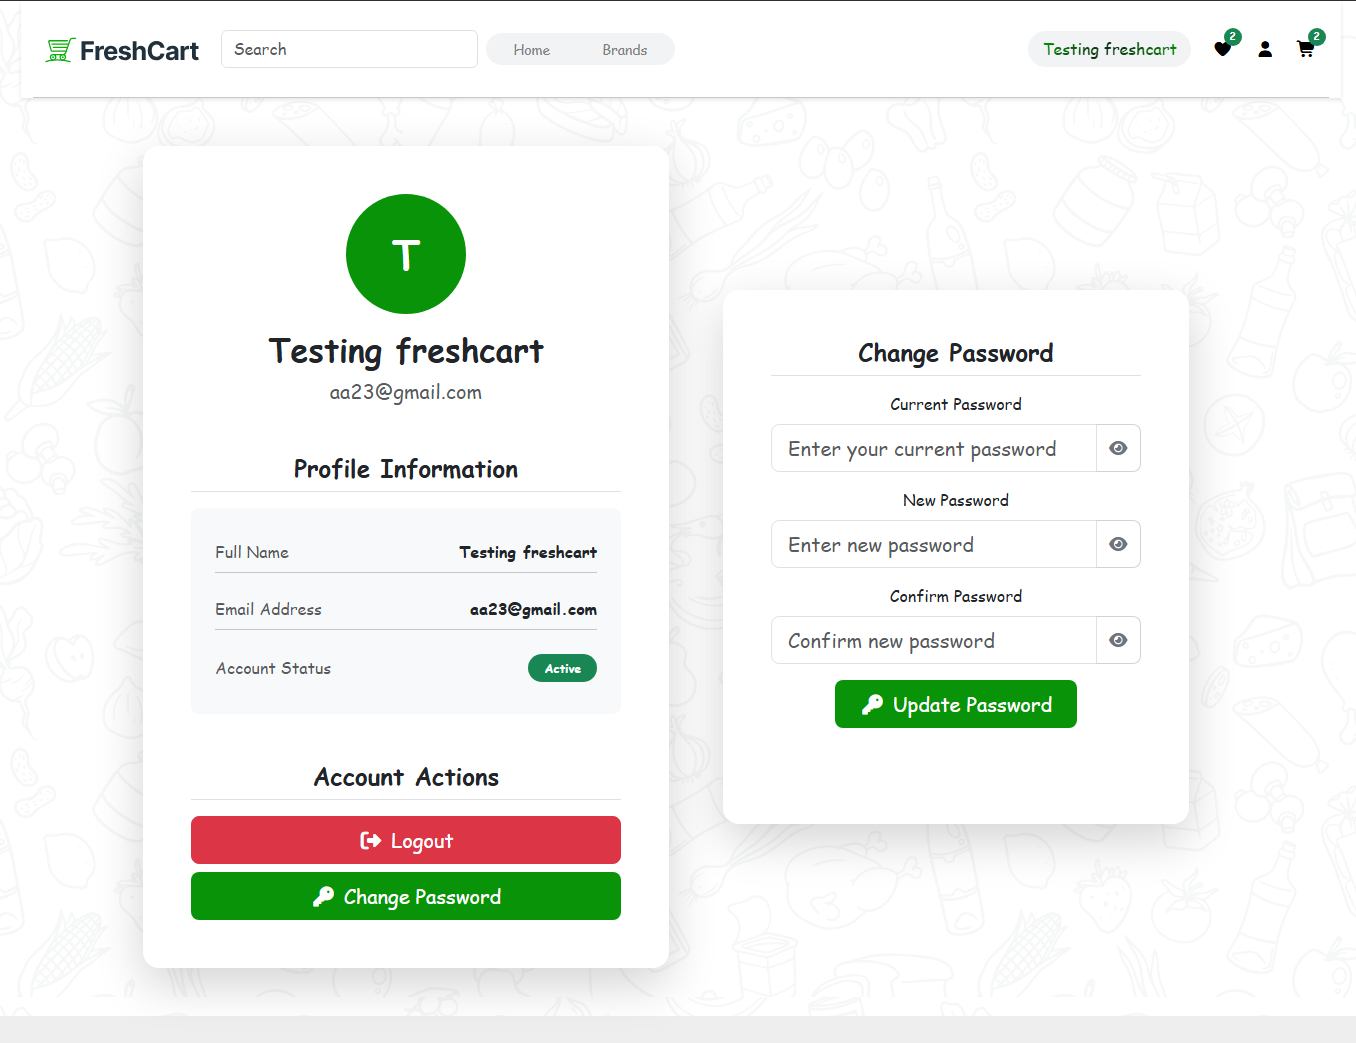 FreshCart
Search
Home
Brands
Testing freshcart
2
2
T
Testing freshcart
aa23@gmail.com
Profile Information
Full Name
Testing freshcart
Email Address
aa23@gmail.com
Account Status
Active
Account Actions
Logout
Change Password
Change Password
Current Password
Enter your current password
New Password
Enter new password
Confirm Password
Confirm new password
Update Password